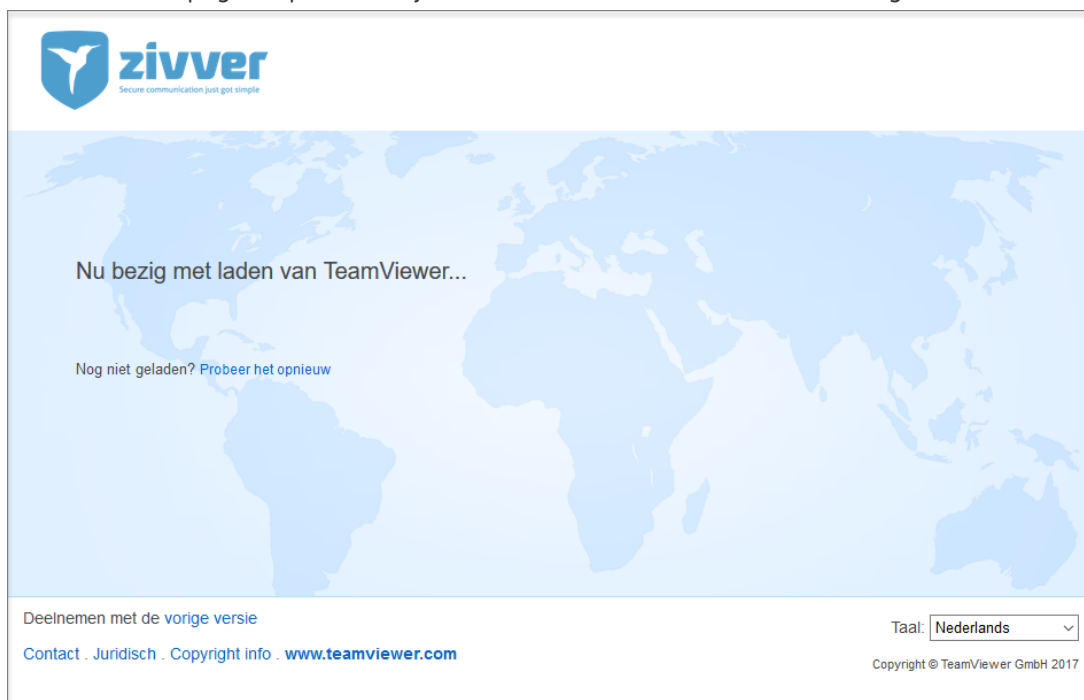 zivver
Secure communication just got simple
Nu bezig met laden van TeamViewer...
Nog niet geladen? Probeer het opnieuw
Deelnemen met de vorige versie
Taal: Nederlands
Contact . Juridisch . Copyright info . www.teamviewer.com
Copyright © TeamViewer GmbH 2017